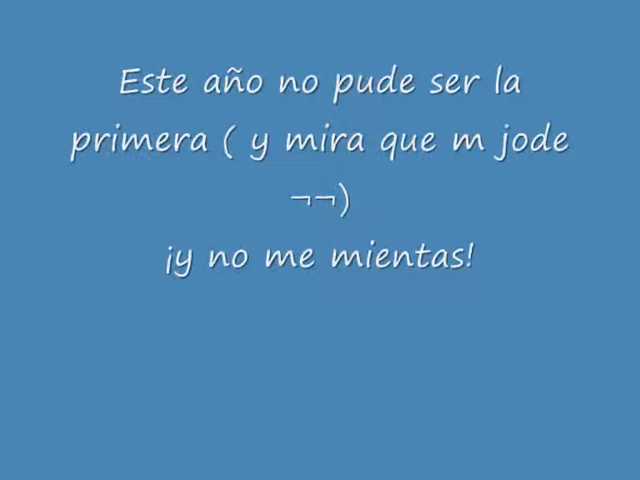 Este año no pude ser la
primera ( y mira que m jode
¬¬)
¡y no me mientas!